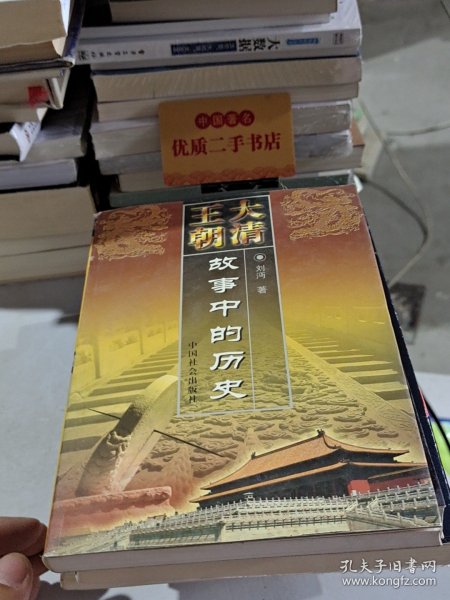 大数据
中国著名
优质二手书店
大清
王朝
故事中的历史
刘沔 著
中国社会出版社
孔夫子旧书网
www.kongfz.com